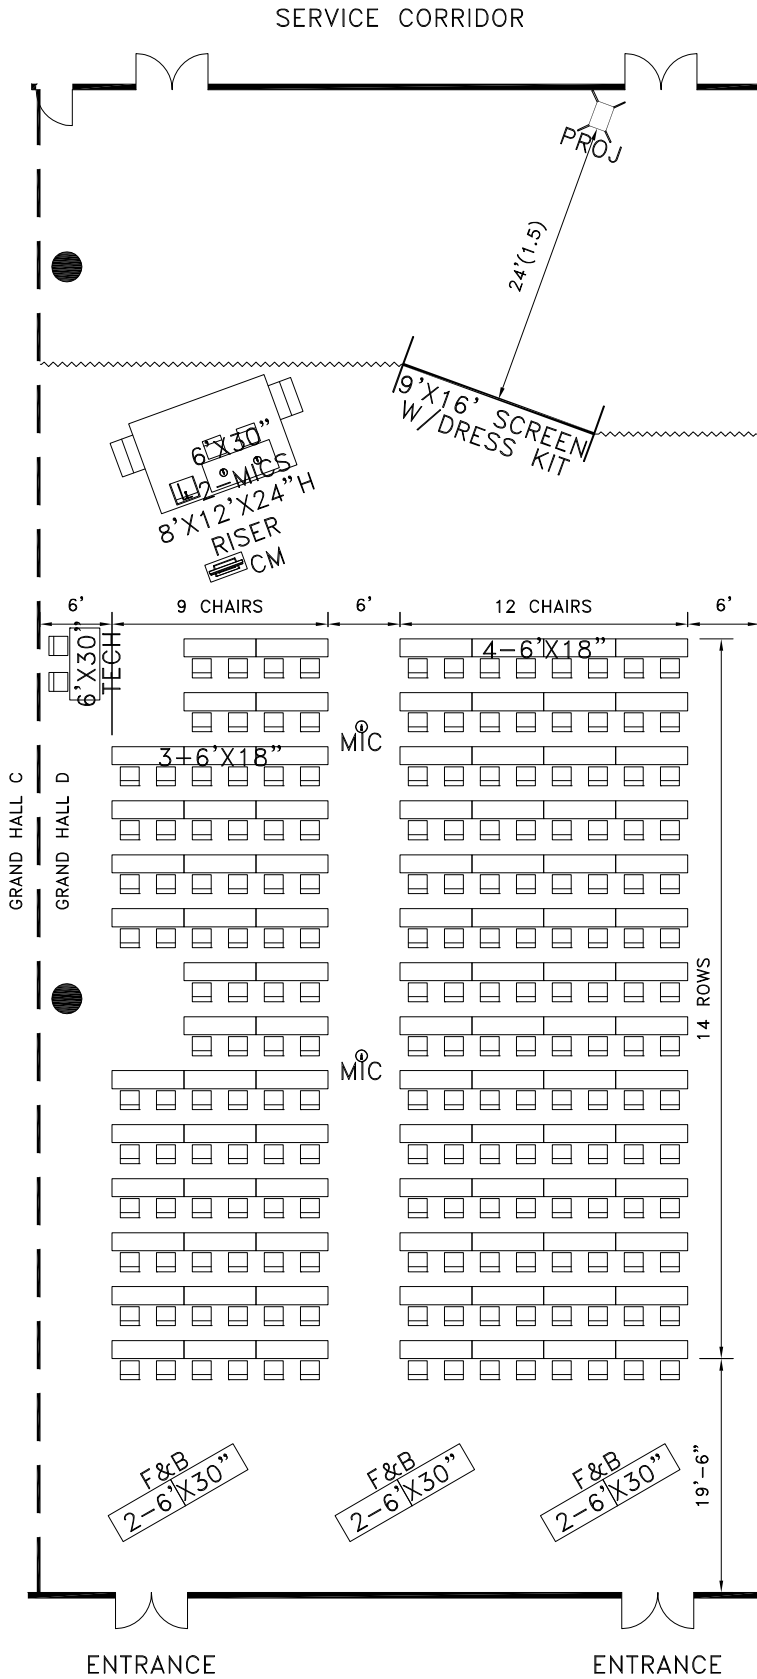 SERVICE CORRIDOR
PROJ
24'(1.5)
9'X16' SCREEN
W/DRESS KIT
6'X30"
2-MICS
8'X12'X24"H
RISER
CM
6'
9 CHAIRS
6'
12 CHAIRS
6'
6'X30"
TECH
4-6'X18"
MIC
3+6'X18"
GRAND HALL C
GRAND HALL D
14 ROWS
MIC
F&B
2-6'X30"
F&B
2-6'X30"
F&B
2-6'X30"
19'-6"
ENTRANCE
ENTRANCE